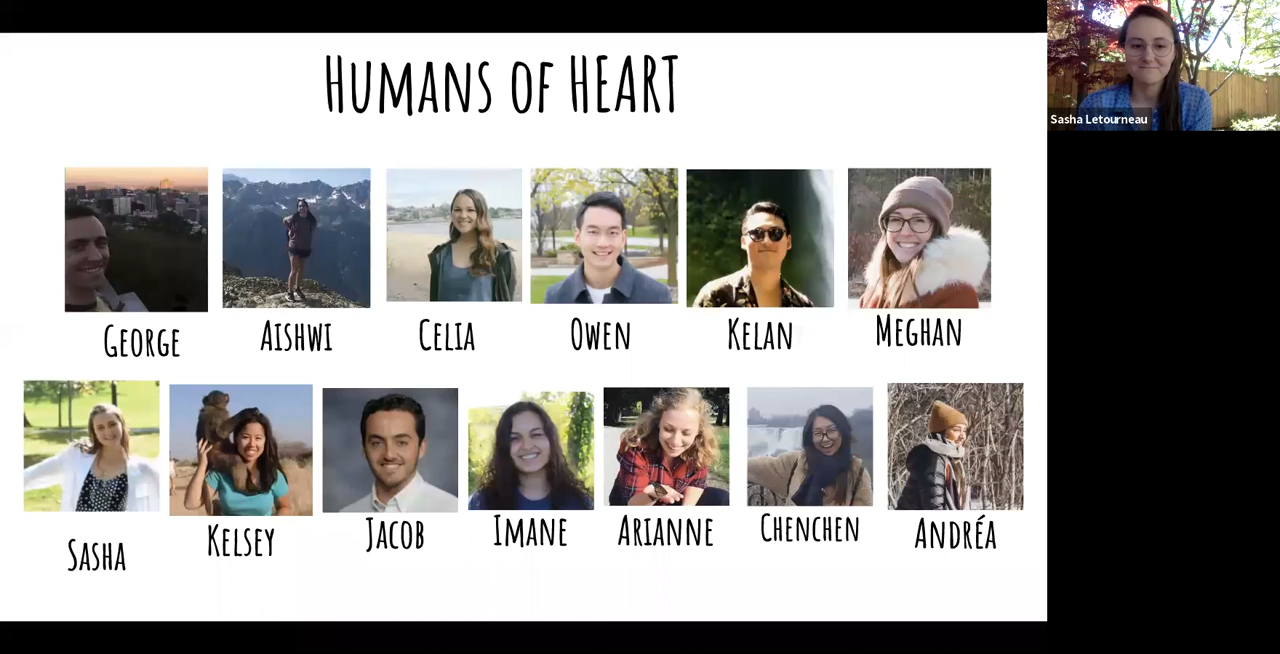 Humans of HEART
Sasha Letourneau
George
Aishwi
Celia
Owen
Kelan
Meghan
Sasha
Kelsey
Jacob
Imane
Arianne
Chenchen
Andréa